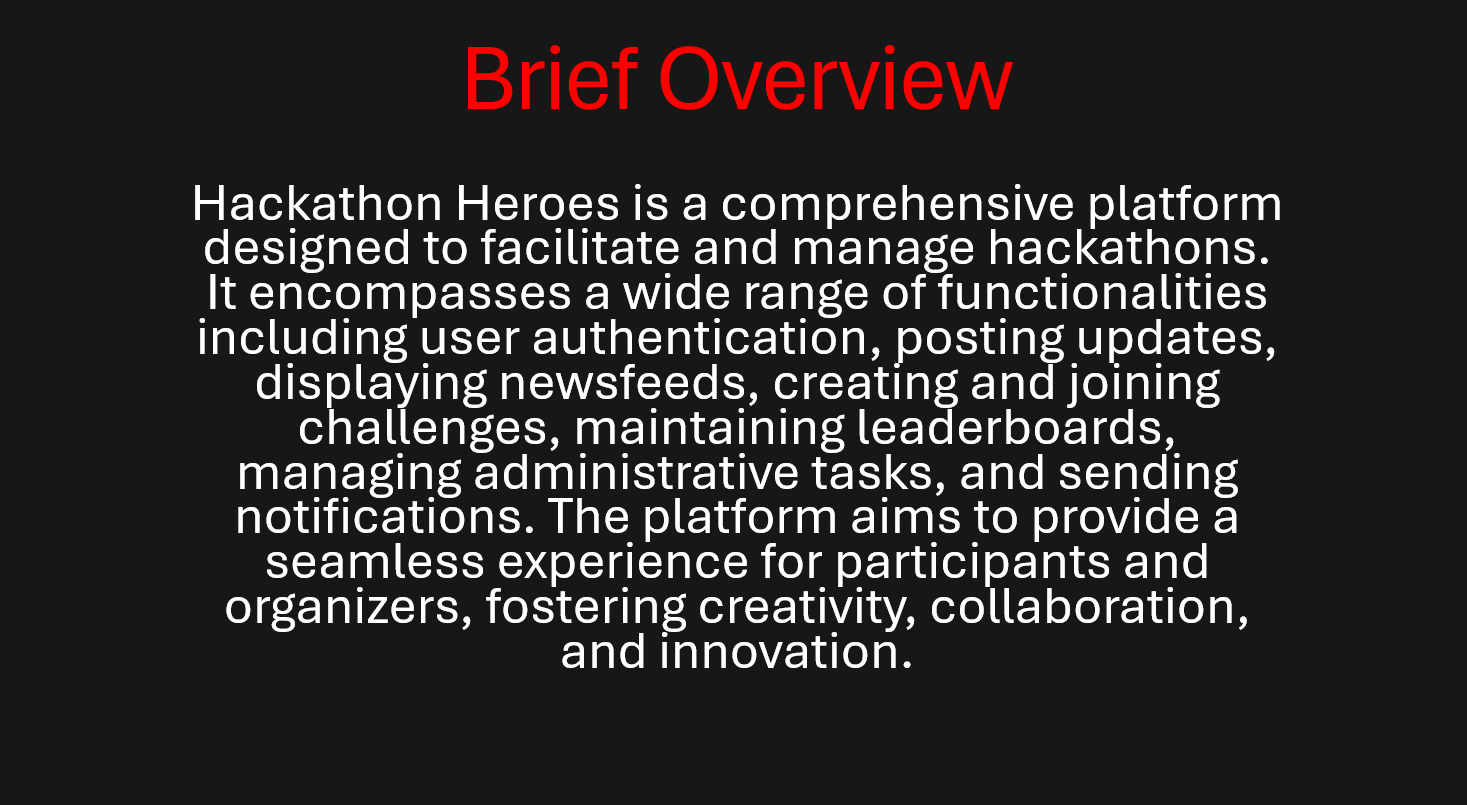 Brief Overview
Hackathon Heroes is a comprehensive platform
designed to facilitate and manage hackathons.
It encompasses a wide range of functionalities
including user authentication, posting updates,
displaying newsfeeds, creating and joining
challenges, maintaining leaderboards,
managing administrative tasks, and sending
notifications. The platform aims to provide a
seamless experience for participants and
organizers, fostering creativity, collaboration,
and innovation.